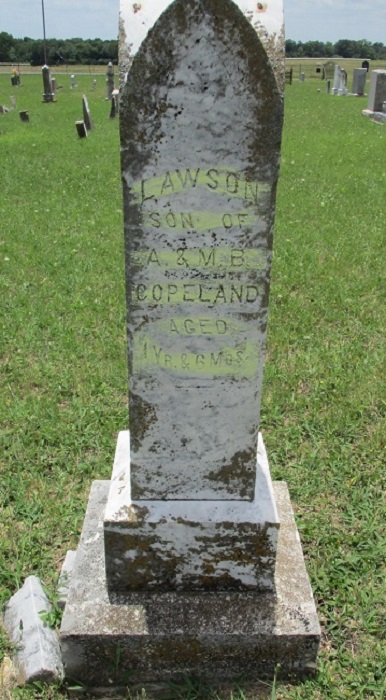 LAWSON
SON OF
A. & M. B.
COPELAND
AGED
1 YR & 6 MOS.